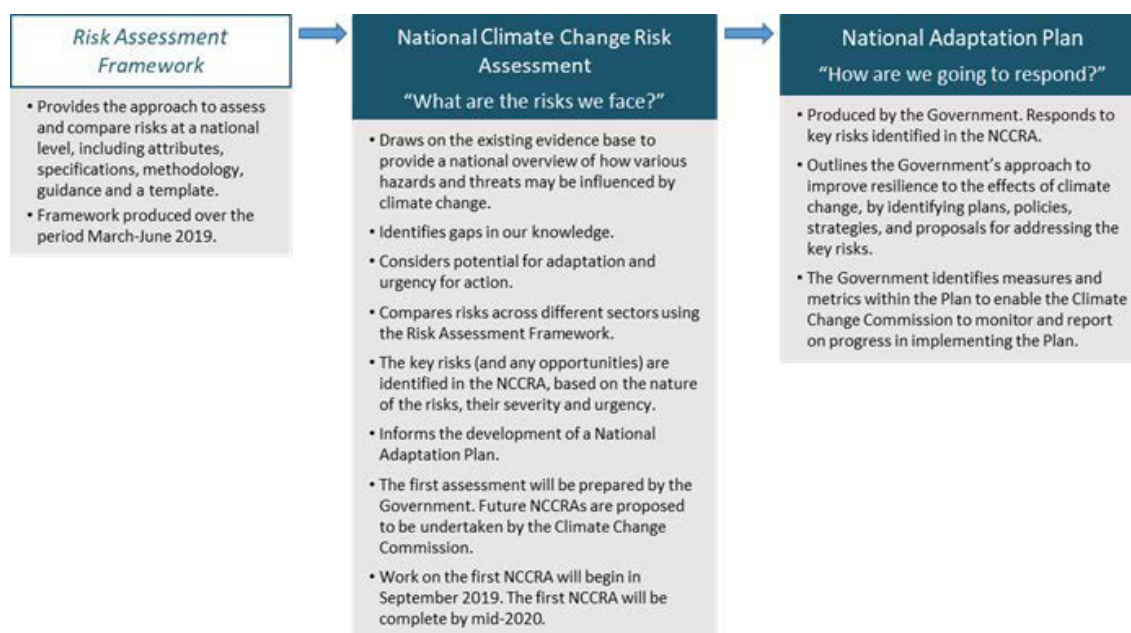 Risk Assessment
Framework
• Provides the approach to assess
and compare risks at a national
level, including attributes,
specifications, methodology,
guidance and a template.
• Framework produced over the
period March-June 2019.
National Climate Change Risk
Assessment
“What are the risks we face?”
• Draws on the existing evidence base to
provide a national overview of how various
hazards and threats may be influenced by
climate change.
• Identifies gaps in our knowledge.
• Considers potential for adaptation and
urgency for action.
• Compares risks across different sectors using
the Risk Assessment Framework.
• The key risks (and any opportunities) are
identified in the NCCRA, based on the nature
of the risks, their severity and urgency.
• Informs the development of a National
Adaptation Plan.
• The first assessment will be prepared by the
Government. Future NCCRAs are proposed
to be undertaken by the Climate Change
Commission.
• Work on the first NCCRA will begin in
September 2019. The first NCCRA will be
complete by mid-2020.
National Adaptation Plan
“How are we going to respond?”
• Produced by the Government. Responds to
key risks identified in the NCCRA.
• Outlines the Government’s approach to
improve resilience to the effects of climate
change, by identifying plans, policies,
strategies, and proposals for addressing the
key risks.
• The Government identifies measures and
metrics within the Plan to enable the Climate
Change Commission to monitor and report
on progress in implementing the Plan.